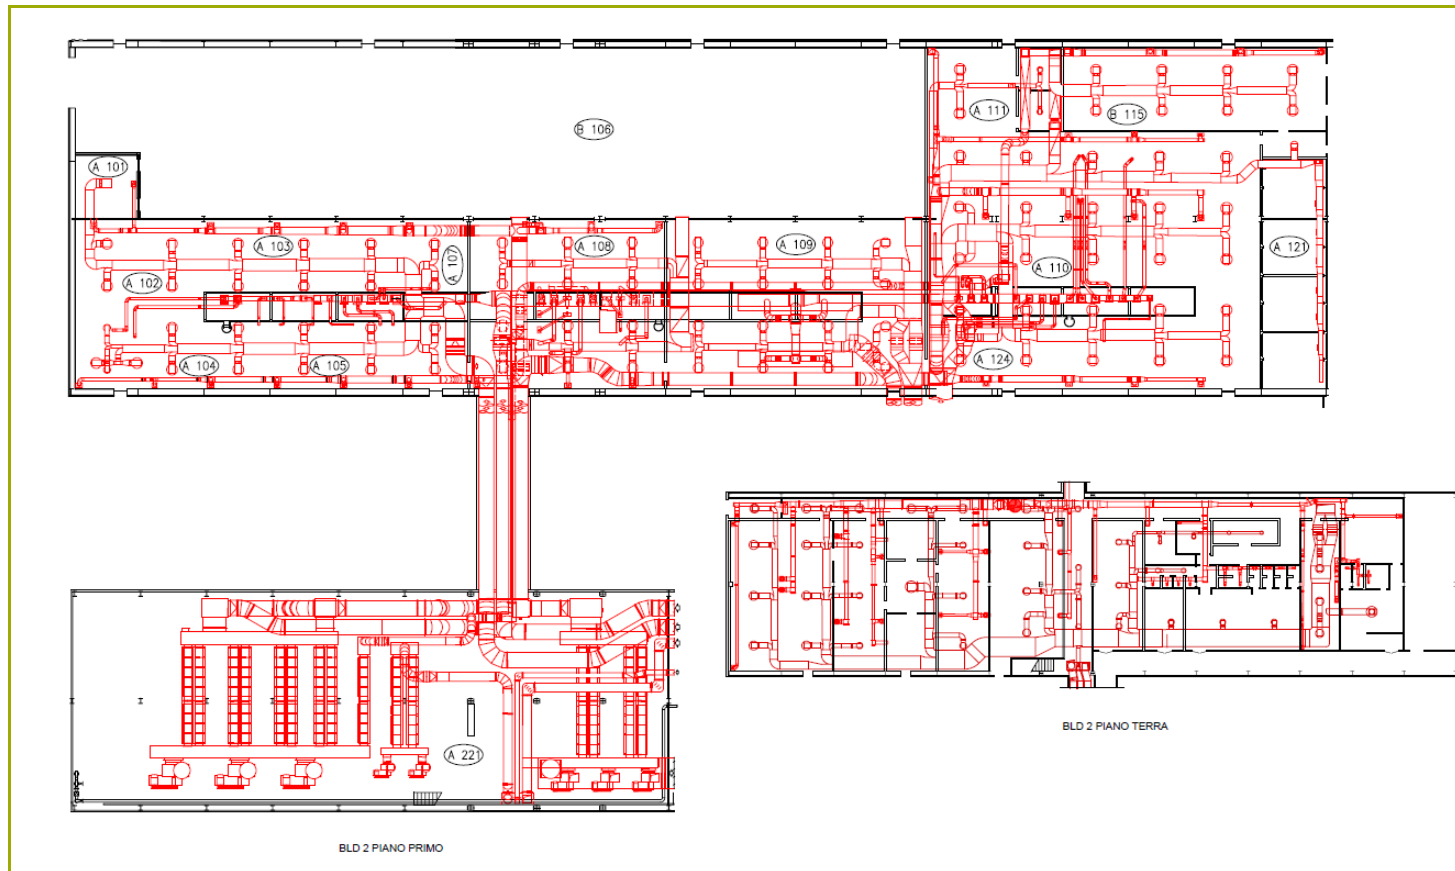 A 111
B 115
B 106
A 101
A 103
A 107
A 108
A 109
A 121
A 102
A 110
A 104
A 105
A 124
BLD 2 PIANO TERRA
A 221
BLD 2 PIANO PRIMO